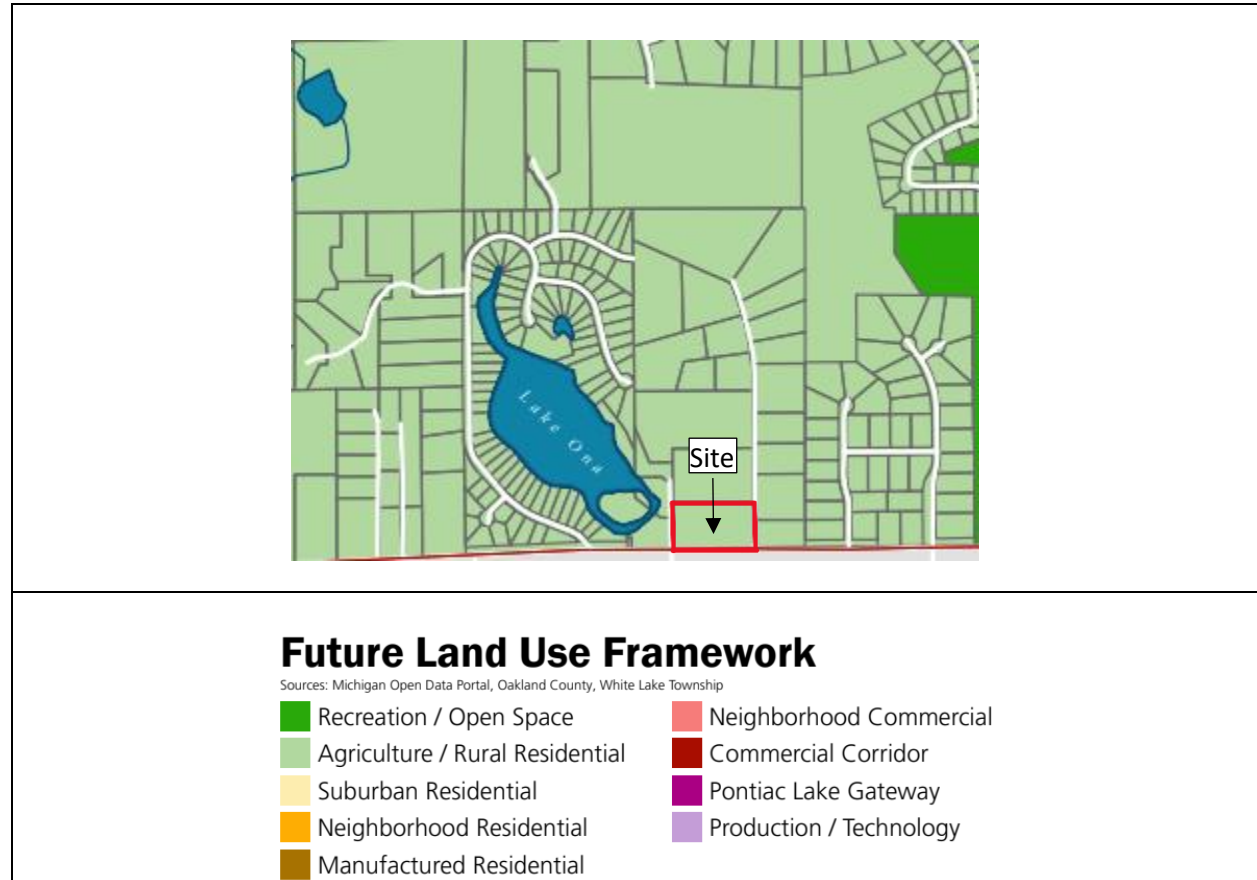 Lake Ona
Site
Future Land Use Framework
Sources: Michigan Open Data Portal, Oakland County, White Lake Township
Recreation / Open Space
Agriculture / Rural Residential
Suburban Residential
Neighborhood Residential
Manufactured Residential
Neighborhood Commercial
Commercial Corridor
Pontiac Lake Gateway
Production / Technology